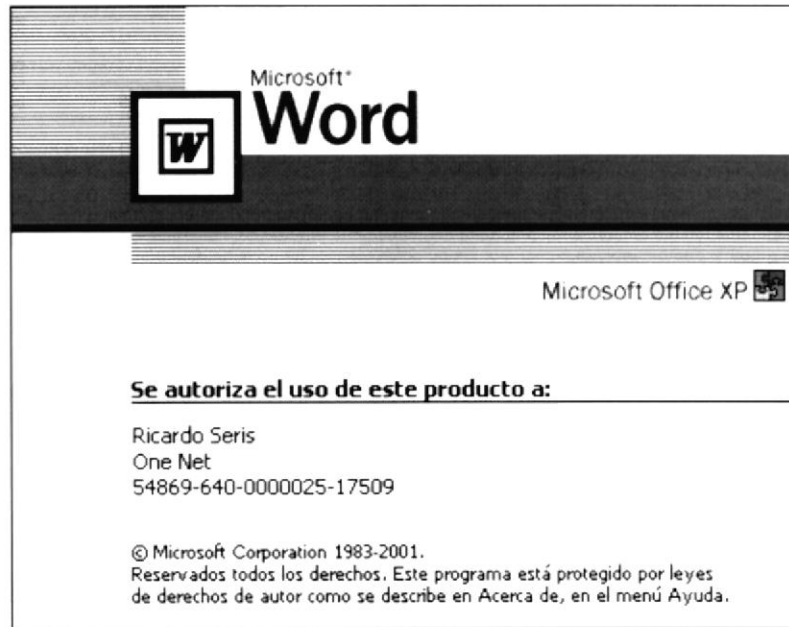 Microsoft®
Word
W
Microsoft Office XP
Se autoriza el uso de este producto a:
Ricardo Seris
One Net
54869-640-0000025-17509
© Microsoft Corporation 1983-2001.
Reservados todos los derechos. Este programa está protegido por leyes
de derechos de autor como se describe en Acerca de, en el menú Ayuda.